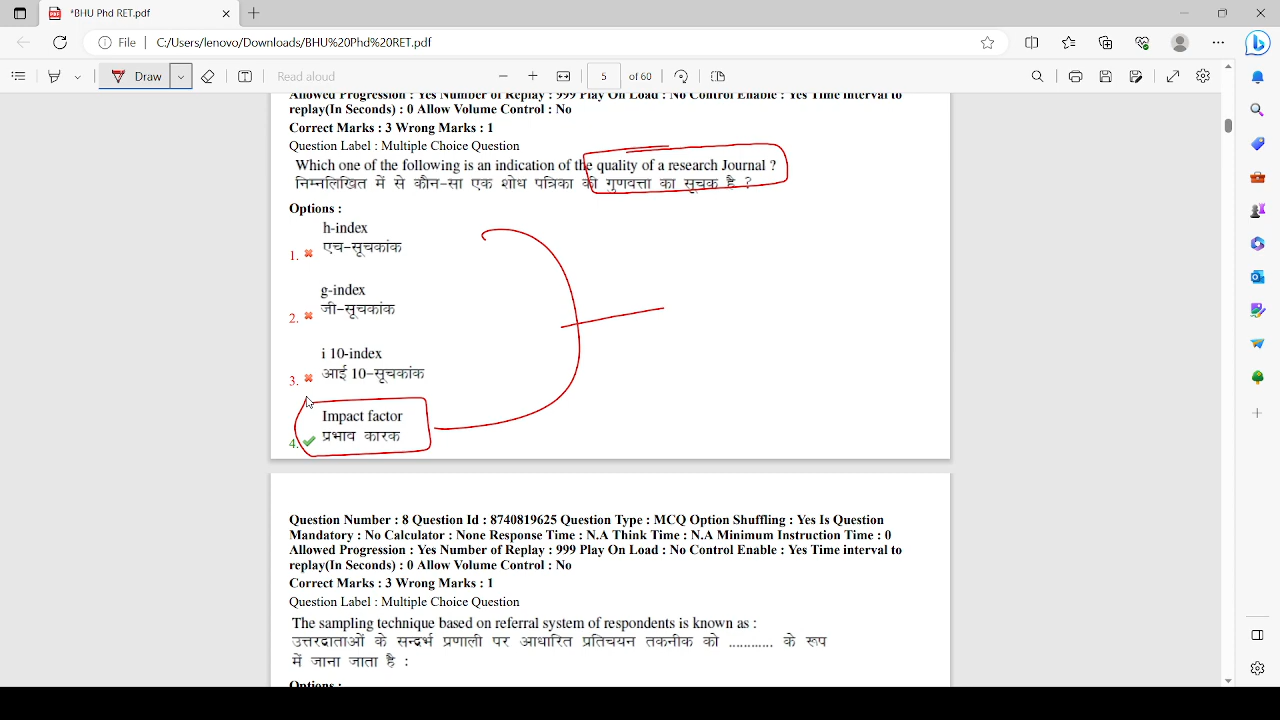 *BHU Phd RET.pdf
File
C:/Users/lenovo/Downloads/BHU%20Phd%20RET.pdf
Draw
Read aloud
5
of 60
Allowed Progression : Yes Number of Replay : 999 Play On Load : No Control Enable : Yes Time interval to
replay(In Seconds) : 0 Allow Volume Control : No
Correct Marks : 3 Wrong Marks : 1
Question Label : Multiple Choice Question
Which one of the following is an indication of the quality of a research Journal ?
निम्नलिखित में से कौन-सा एक शोध पत्रिका की गुणवत्ता का सूचक है ?
Options :
h-index
एच-सूचकांक
1.
g-index
जी-सूचकांक
2.
i 10-index
आई 10-सूचकांक
3.
Impact factor
प्रभाव कारक
4.
Question Number : 8 Question Id : 8740819625 Question Type : MCQ Option Shuffling : Yes Is Question
Mandatory : No Calculator : None Response Time : N.A Think Time : N.A Minimum Instruction Time : 0
Allowed Progression : Yes Number of Replay : 999 Play On Load : No Control Enable : Yes Time interval to
replay(In Seconds) : 0 Allow Volume Control : No
Correct Marks : 3 Wrong Marks : 1
Question Label : Multiple Choice Question
The sampling technique based on referral system of respondents is known as :
उत्तरद्वाताओं के सन्दर्भ प्रणाली पर आधारित प्रतिचयन तकनीक को ............ के रूप
में जाना जाता है :
Options :